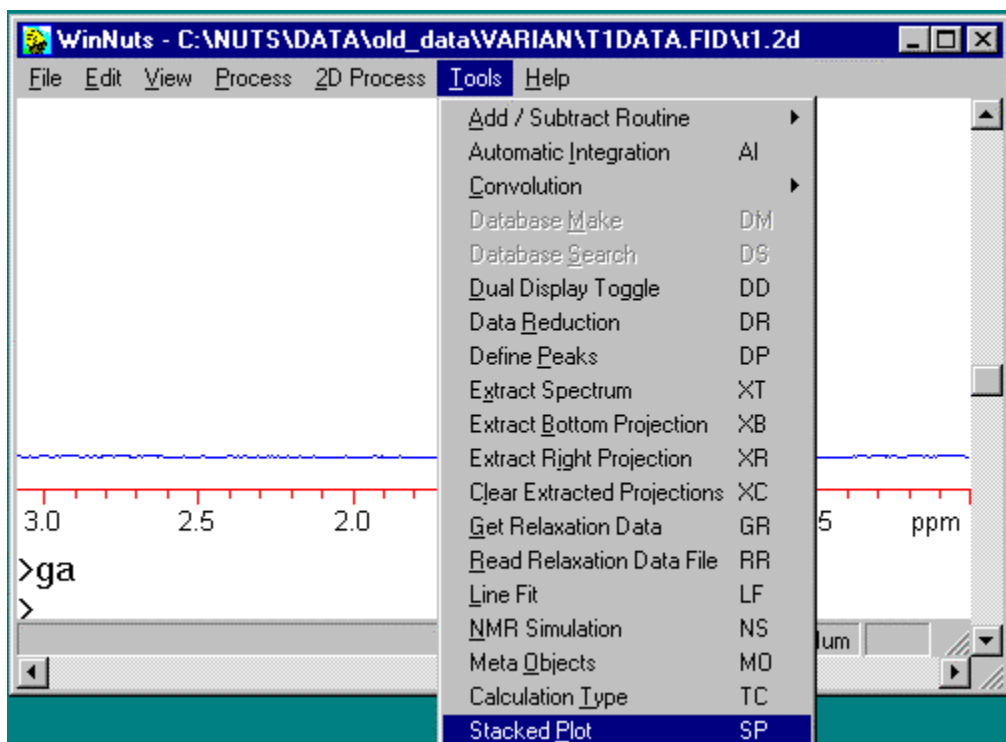 WinNuts - C:\NUTS\DATA\old_data\VARIAN\T1DATA.FID\t1.2d
File Edit View Process 2D Process Tools Help
Add / Subtract Routine
Automatic Integration AI
Convolution
Database Make DM
Database Search DS
Dual Display Toggle DD
Data Reduction DR
Define Peaks DP
Extract Spectrum XT
Extract Bottom Projection XB
Extract Right Projection XR
Clear Extracted Projections XC
Get Relaxation Data GR
Read Relaxation Data File RR
Line Fit LF
NMR Simulation NS
Meta Objects MO
Calculation Type TC
Stacked Plot SP
3.0 2.5 2.0 5 ppm
>ga
>